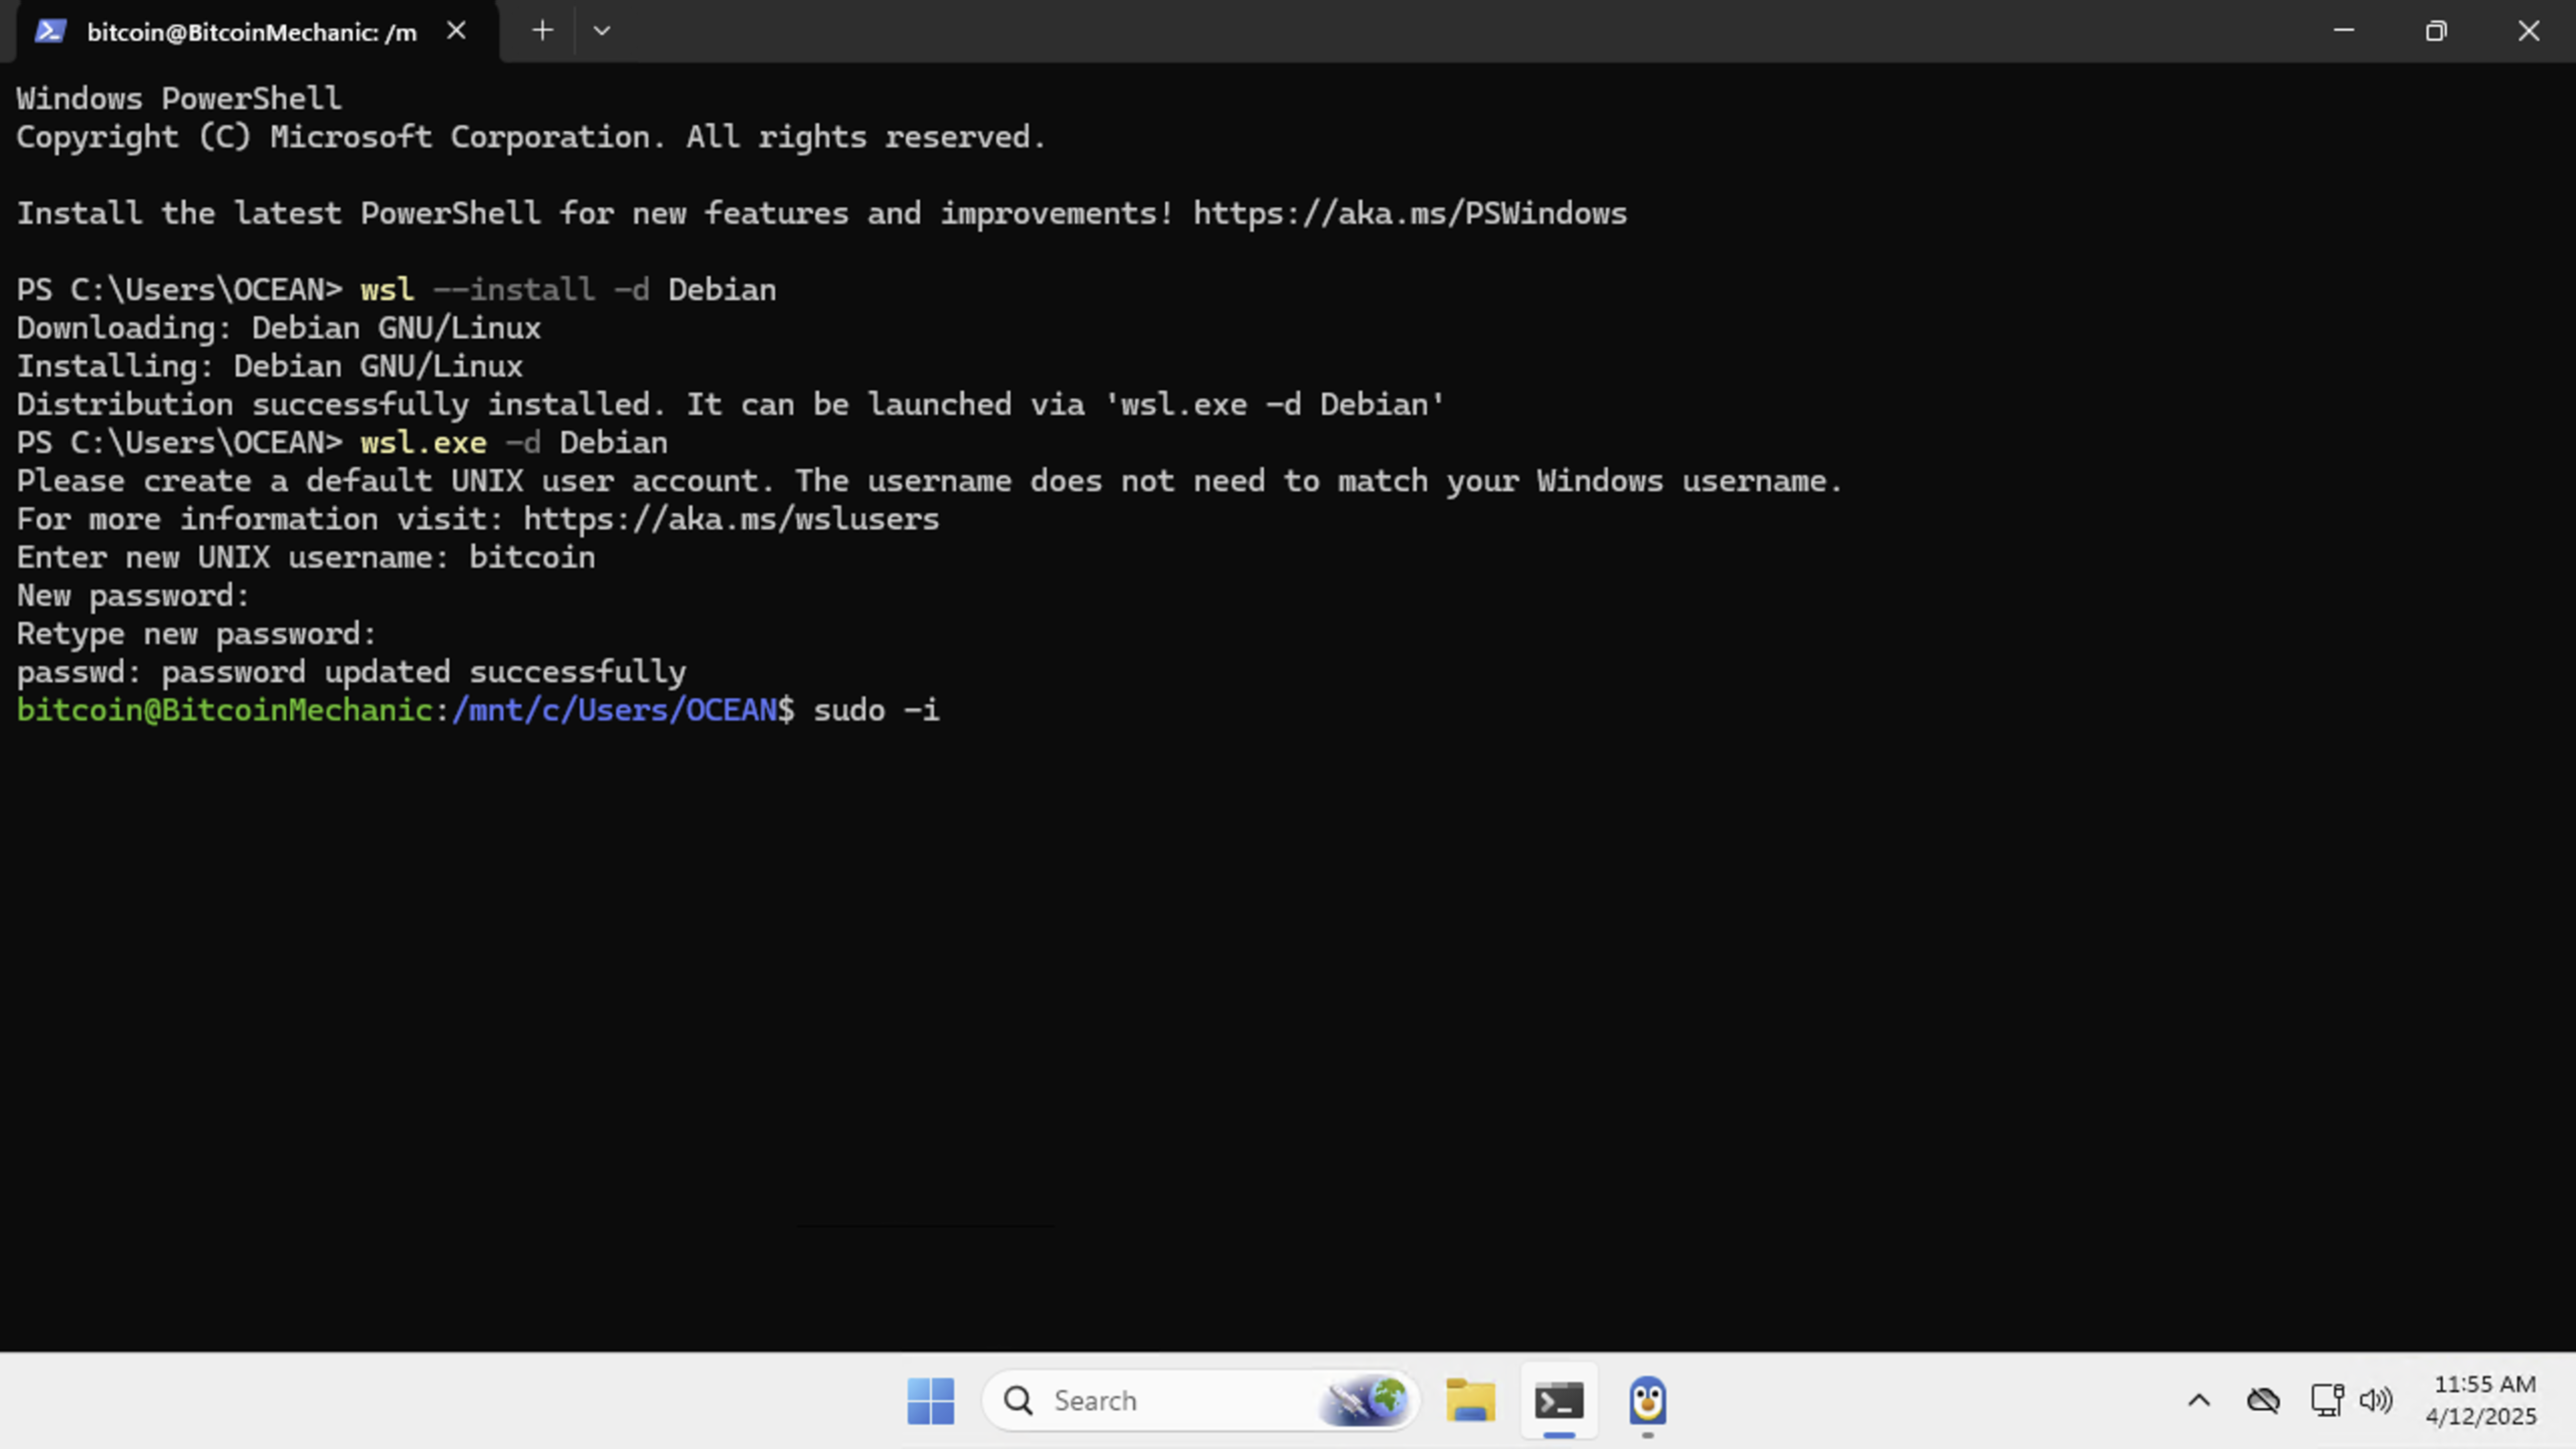 bitcoin@BitcoinMechanic: /m
Windows PowerShell
Copyright (C) Microsoft Corporation. All rights reserved.
Install the latest PowerShell for new features and improvements! https://aka.ms/PSWindows
PS C:\Users\OCEAN> wsl --install -d Debian
Downloading: Debian GNU/Linux
Installing: Debian GNU/Linux
Distribution successfully installed. It can be launched via 'wsl.exe -d Debian'
PS C:\Users\OCEAN> wsl.exe -d Debian
Please create a default UNIX user account. The username does not need to match your Windows username.
For more information visit: https://aka.ms/wslusers
Enter new UNIX username: bitcoin
New password:
Retype new password:
passwd: password updated successfully
bitcoin@BitcoinMechanic:/mnt/c/Users/OCEAN$ sudo -i
Search
11:55 AM
4/12/2025